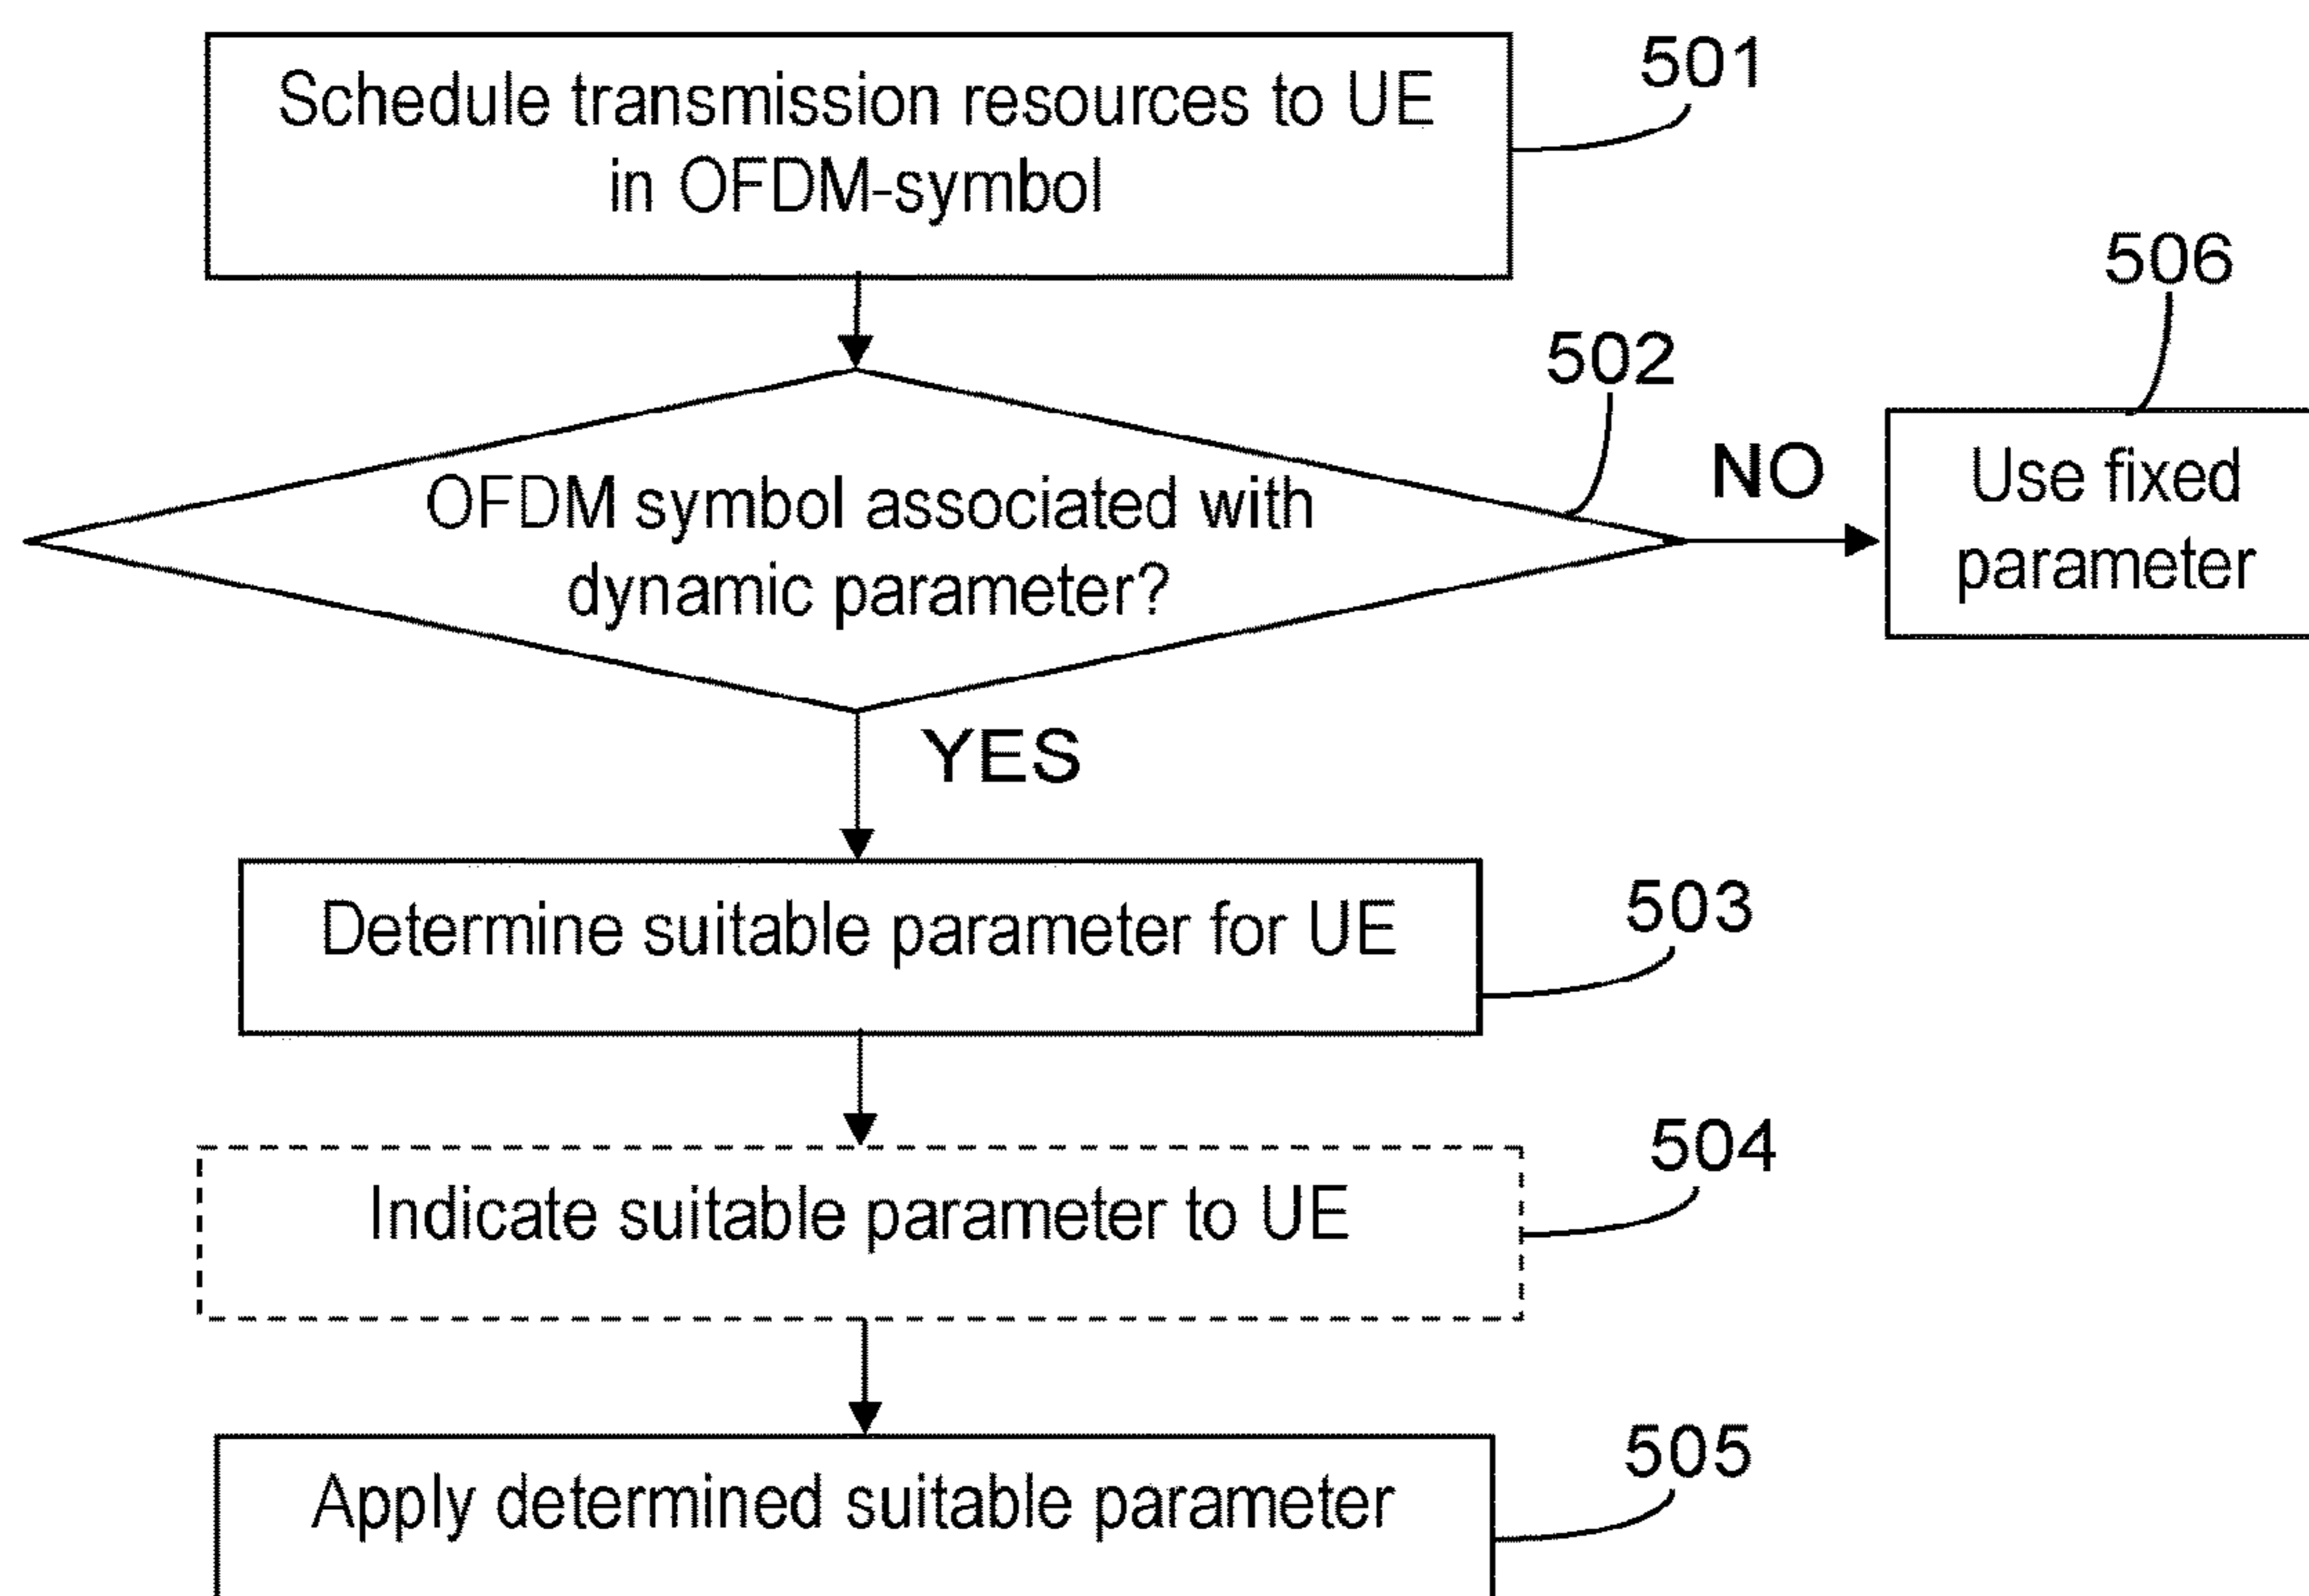 Schedule transmission resources to UE
in OFDM-symbol
501
506
502
OFDM symbol associated with
dynamic parameter?
NO
Use fixed
parameter
YES
Determine suitable parameter for UE
503
Indicate suitable parameter to UE
504
Apply determined suitable parameter
505